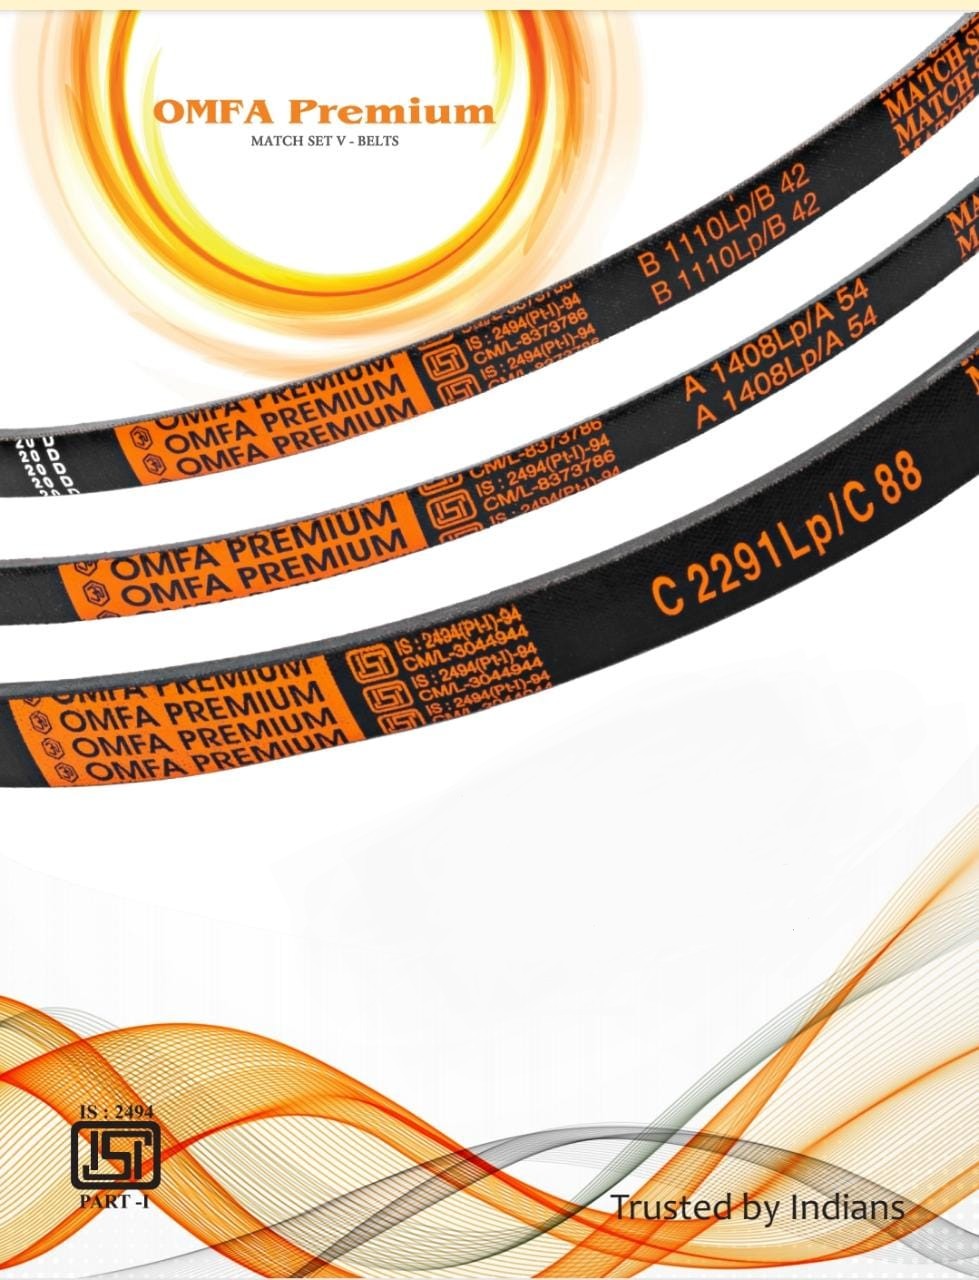 OMFA Premium
MATCH SET V - BELTS
MATCH-S
MATCH-S
B 1110Lp/B 42
B 1110Lp/B 42
IS : 2494(Pt-I)-94
CM/L-8373786
IS : 2494(Pt-I)-94
OMFA PREMIUM
OMFA PREMIUM
OMFA PREMIUM
20 D
20 D
20 D
A 1408Lp/A 54
A 1408Lp/A 54
CM/L-8373786
IS : 2494(Pt-I)-94
CM/L-8373786
IS : 2494(Pt-I)-94
OMFA PREMIUM
OMFA PREMIUM
C 2291Lp/C 88
IS : 2494(Pt-I)-94
CM/L-3044944
IS : 2494(Pt-I)-94
CM/L-3044944
IS : 2494(Pt-I)-94
CM/L-3044944
OMFA PREMIUM
OMFA PREMIUM
OMFA PREMIUM
OMFA PREMIUM
IS : 2494
ISI
PART -I
Trusted by Indians